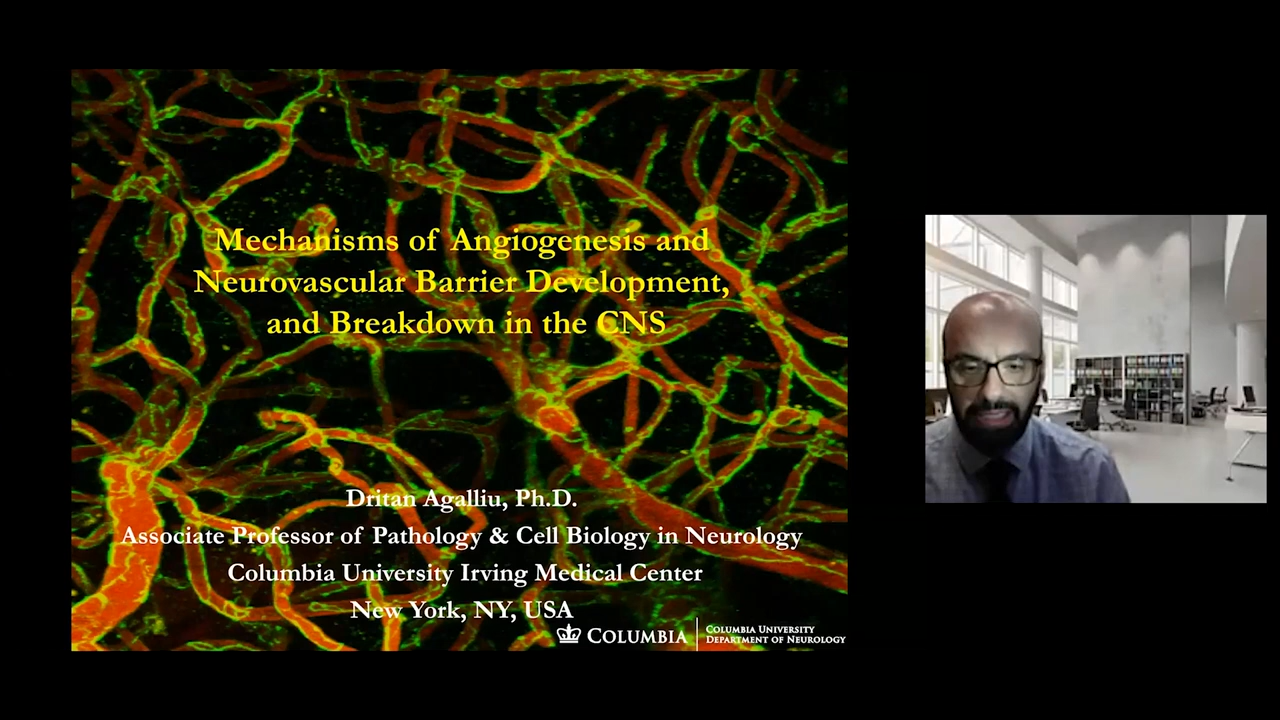 Mechanisms of Angiogenesis and
Neurovascular Barrier Development,
and Breakdown in the CNS
Dritan Agalliu, Ph.D.
Associate Professor of Pathology & Cell Biology in Neurology
Columbia University Irving Medical Center
New York, NY, USA
COLUMBIA
COLUMBIA UNIVERSITY
DEPARTMENT OF NEUROLOGY